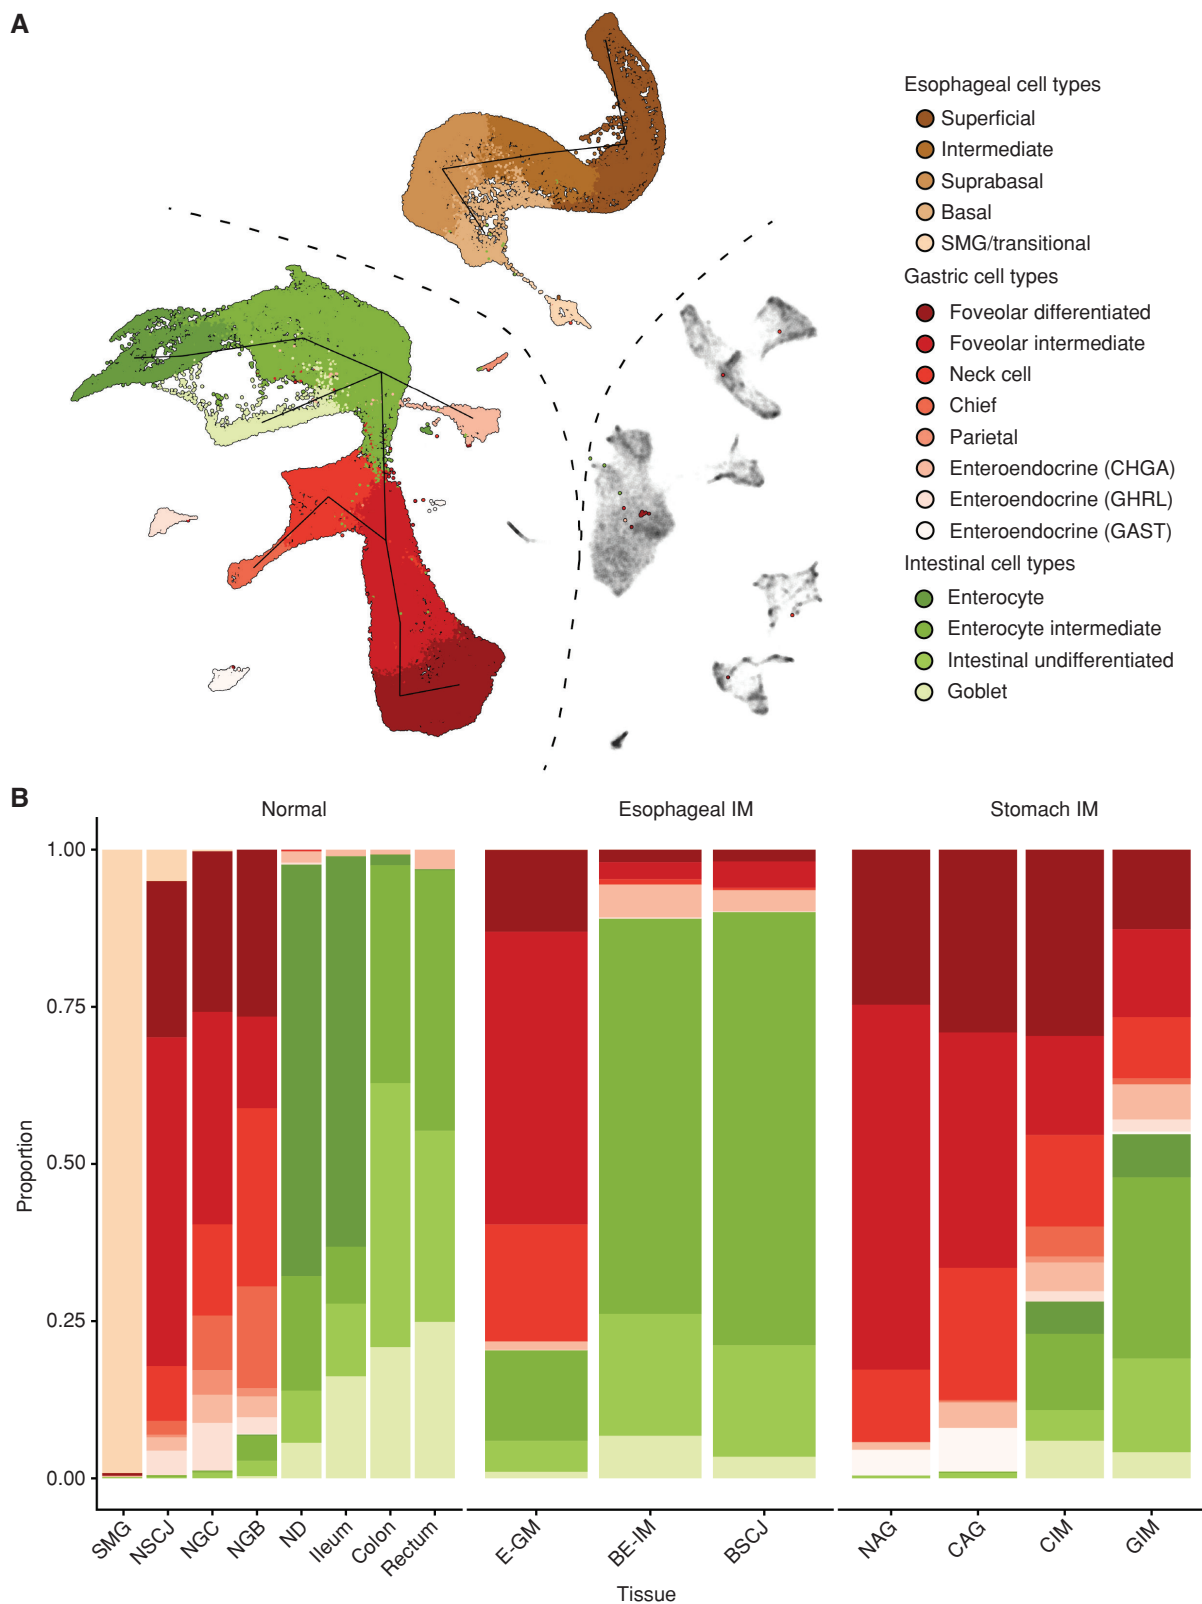 A
Esophageal cell types
Superficial
Intermediate
Suprabasal
Basal
SMG/transitional
Gastric cell types
Foveolar differentiated
Foveolar intermediate
Neck cell
Chief
Parietal
Enteroendocrine (CHGA)
Enteroendocrine (GHRL)
Enteroendocrine (GAST)
Intestinal cell types
Enterocyte
Enterocyte intermediate
Intestinal undifferentiated
Goblet
B
Normal
Esophageal IM
Stomach IM
1.00
0.75
0.50
0.25
0.00
Proportion
SMG
NSCJ
NGC
NGB
ND
Ileum
Colon
Rectum
E-GM
BE-IM
BSCJ
NAG
CAG
CIM
GIM
Tissue